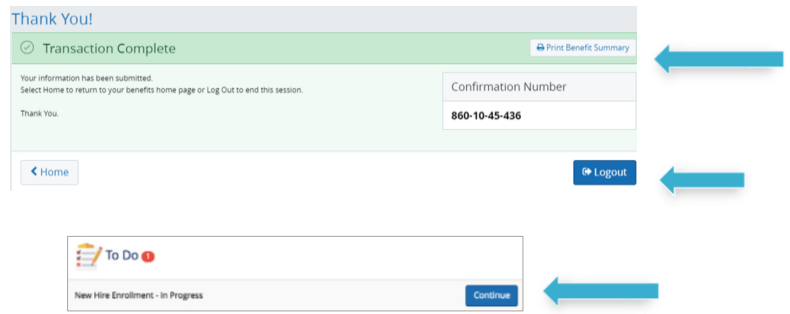 Thank You!
Transaction Complete
Print Benefit Summary
Your information has been submitted.
Select Home to return to your benefits home page or Log Out to end this session.
Thank You.
Confirmation Number
860-10-45-436
Home
Logout
To Do 1
New Hire Enrollment - In Progress
Continue